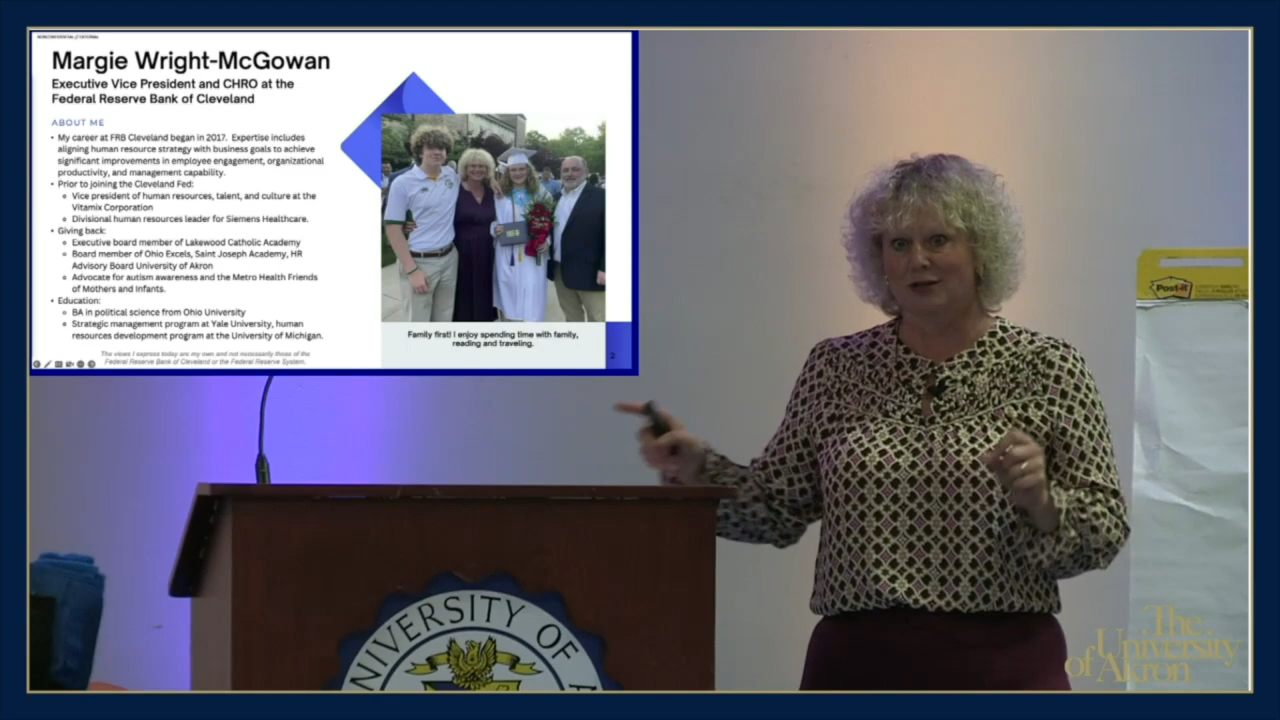 Margie Wright-McGowan
Executive Vice President and CHRO at the
Federal Reserve Bank of Cleveland
ABOUT ME
• My career at FRB Cleveland began in 2017. Expertise includes
aligning human resource strategy with business goals to achieve
significant improvements in employee engagement, organizational
productivity, and management capability.
• Prior to joining the Cleveland Fed:
Vice president of human resources, talent, and culture at the
Vitamix Corporation
Divisional human resources leader for Siemens Healthcare.
• Giving back:
Executive board member of Lakewood Catholic Academy
Board member of Ohio Excels, Saint Joseph Academy, HR
Advisory Board University of Akron
Advocate for autism awareness and the Metro Health Friends
of Mothers and Infants.
• Education:
BA in political science from Ohio University
Strategic management program at Yale University, human
resources development program at the University of Michigan.
The views I express today are my own and not necessarily those of the
Federal Reserve Bank of Cleveland or the Federal Reserve System.
Family first! I enjoy spending time with family,
reading and traveling.
2
Post-it
UNIVERSITY OF A
The
University
of Akron